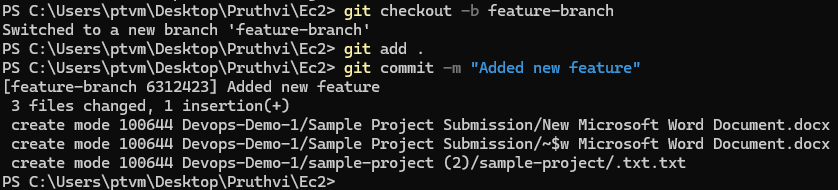 PS C:\Users\ptvm\Desktop\Pruthvi\Ec2> git checkout -b feature-branch
Switched to a new branch 'feature-branch'
PS C:\Users\ptvm\Desktop\Pruthvi\Ec2> git add .
PS C:\Users\ptvm\Desktop\Pruthvi\Ec2> git commit -m "Added new feature"
[feature-branch 6312423] Added new feature
 3 files changed, 1 insertion(+)
 create mode 100644 Devops-Demo-1/Sample Project Submission/New Microsoft Word Document.docx
 create mode 100644 Devops-Demo-1/Sample Project Submission/~$w Microsoft Word Document.docx
 create mode 100644 Devops-Demo-1/sample-project (2)/sample-project/.txt.txt
PS C:\Users\ptvm\Desktop\Pruthvi\Ec2>